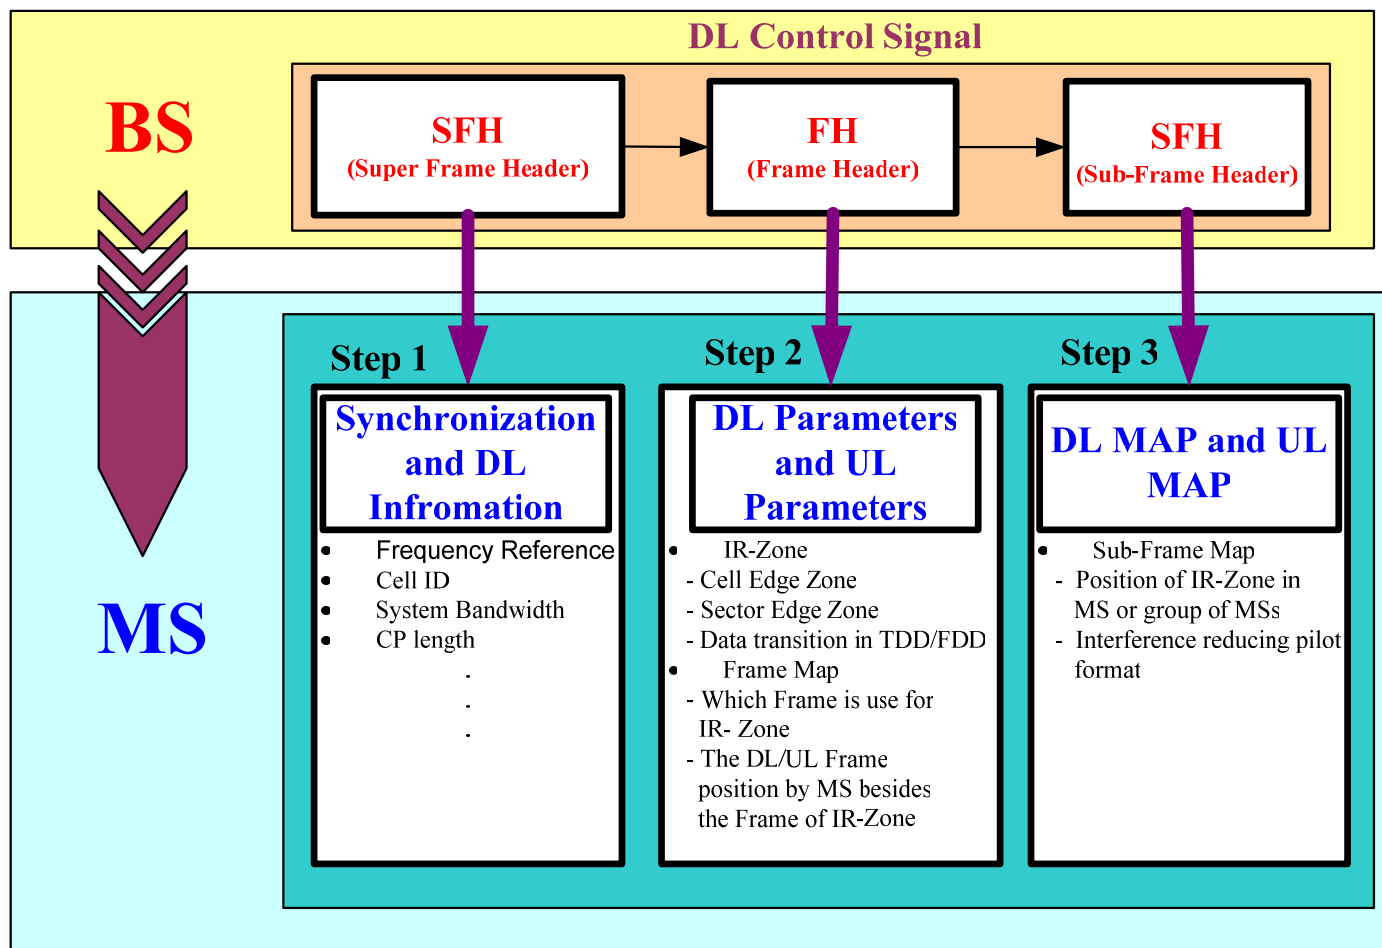 DL Control Signal
BS
SFH
(Super Frame Header)
FH
(Frame Header)
SFH
(Sub-Frame Header)
MS
Step 1
Synchronization
and DL
Infromation
• Frequency Reference
• Cell ID
• System Bandwidth
• CP length
.
.
.
Step 2
DL Parameters
and UL
Parameters
• IR-Zone
- Cell Edge Zone
- Sector Edge Zone
- Data transition in TDD/FDD
• Frame Map
- Which Frame is use for
IR- Zone
- The DL/UL Frame
position by MS besides
the Frame of IR-Zone
Step 3
DL MAP and UL
MAP
• Sub-Frame Map
- Position of IR-Zone in
MS or group of MSs
- Interference reducing pilot
format